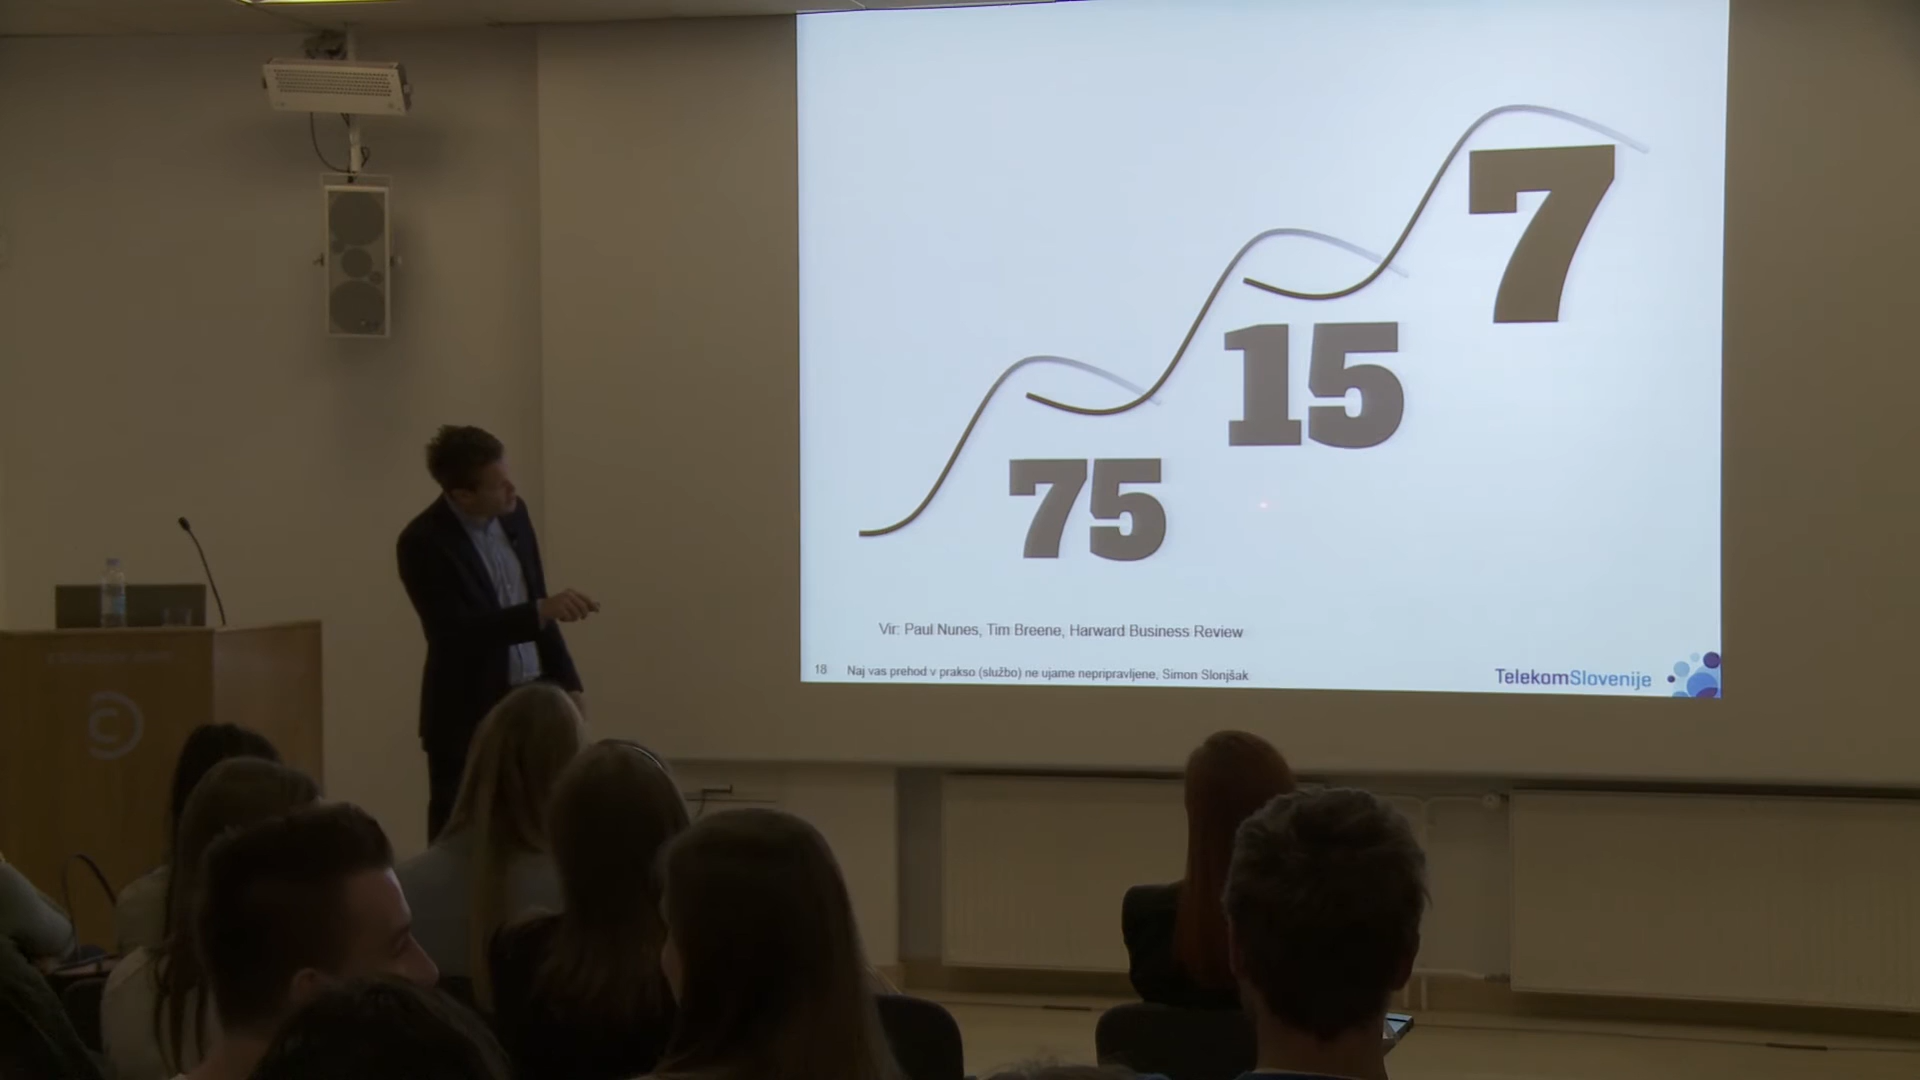 7
15
75
Vir: Paul Nunes, Tim Breene, Harward Business Review
18 Naj vas prehod v prakso (službo) ne ujame nepripravljene, Simon Slonjšak
TelekomSlovenije